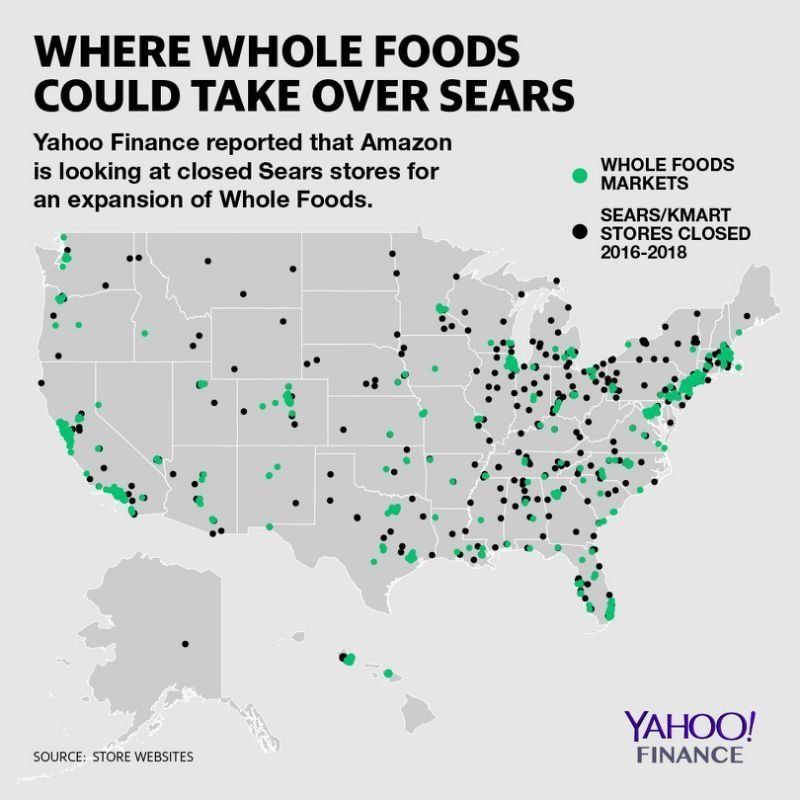 WHERE WHOLE FOODS
COULD TAKE OVER SEARS
Yahoo Finance reported that Amazon
is looking at closed Sears stores for
an expansion of Whole Foods.
WHOLE FOODS
MARKETS
SEARS/KMART
STORES CLOSED
2016-2018
SOURCE: STORE WEBSITES
YAHOO!
FINANCE